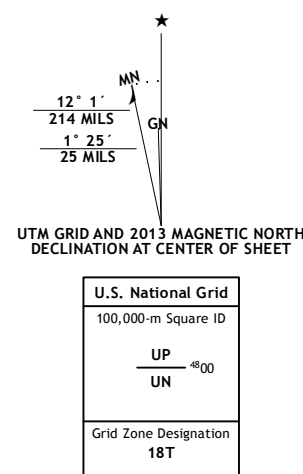 ★
MN
GN
12° 1´
214 MILS
1° 25´
25 MILS
UTM GRID AND 2013 MAGNETIC NORTH
DECLINATION AT CENTER OF SHEET
U.S. National Grid
100,000-m Square ID
UP
⁴⁸00
UN
Grid Zone Designation
18T